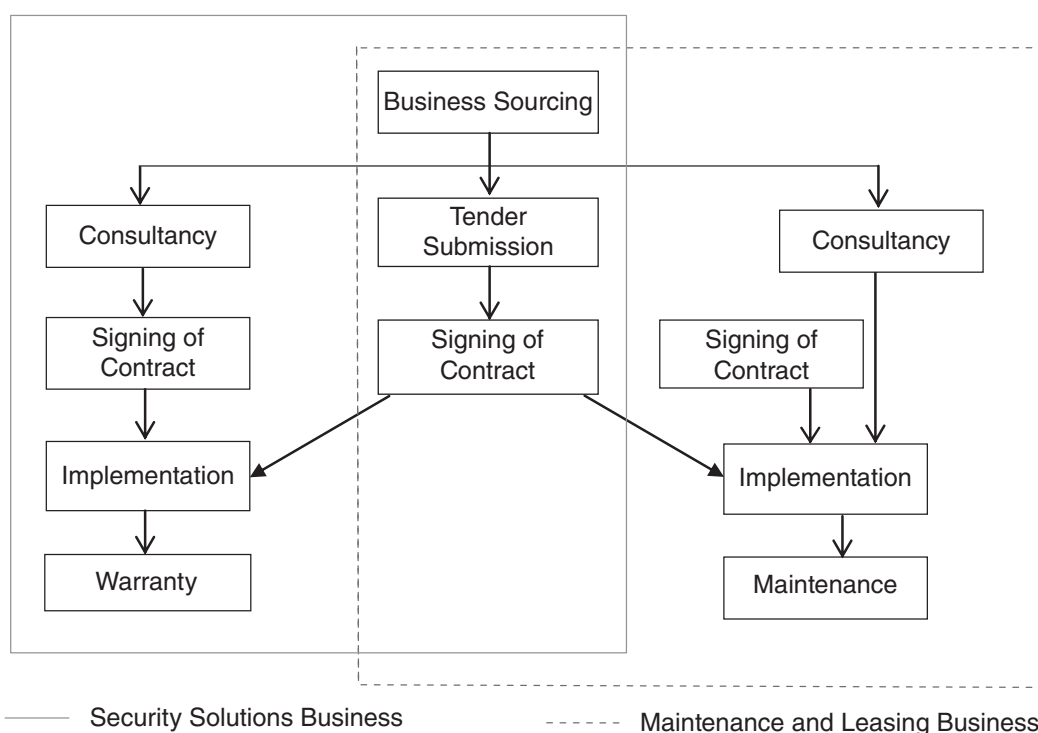 Business Sourcing
Consultancy
Tender
Submission
Consultancy
Signing of
Contract
Signing of
Contract
Signing of
Contract
Implementation
Implementation
Warranty
Maintenance
Security Solutions Business
Maintenance and Leasing Business